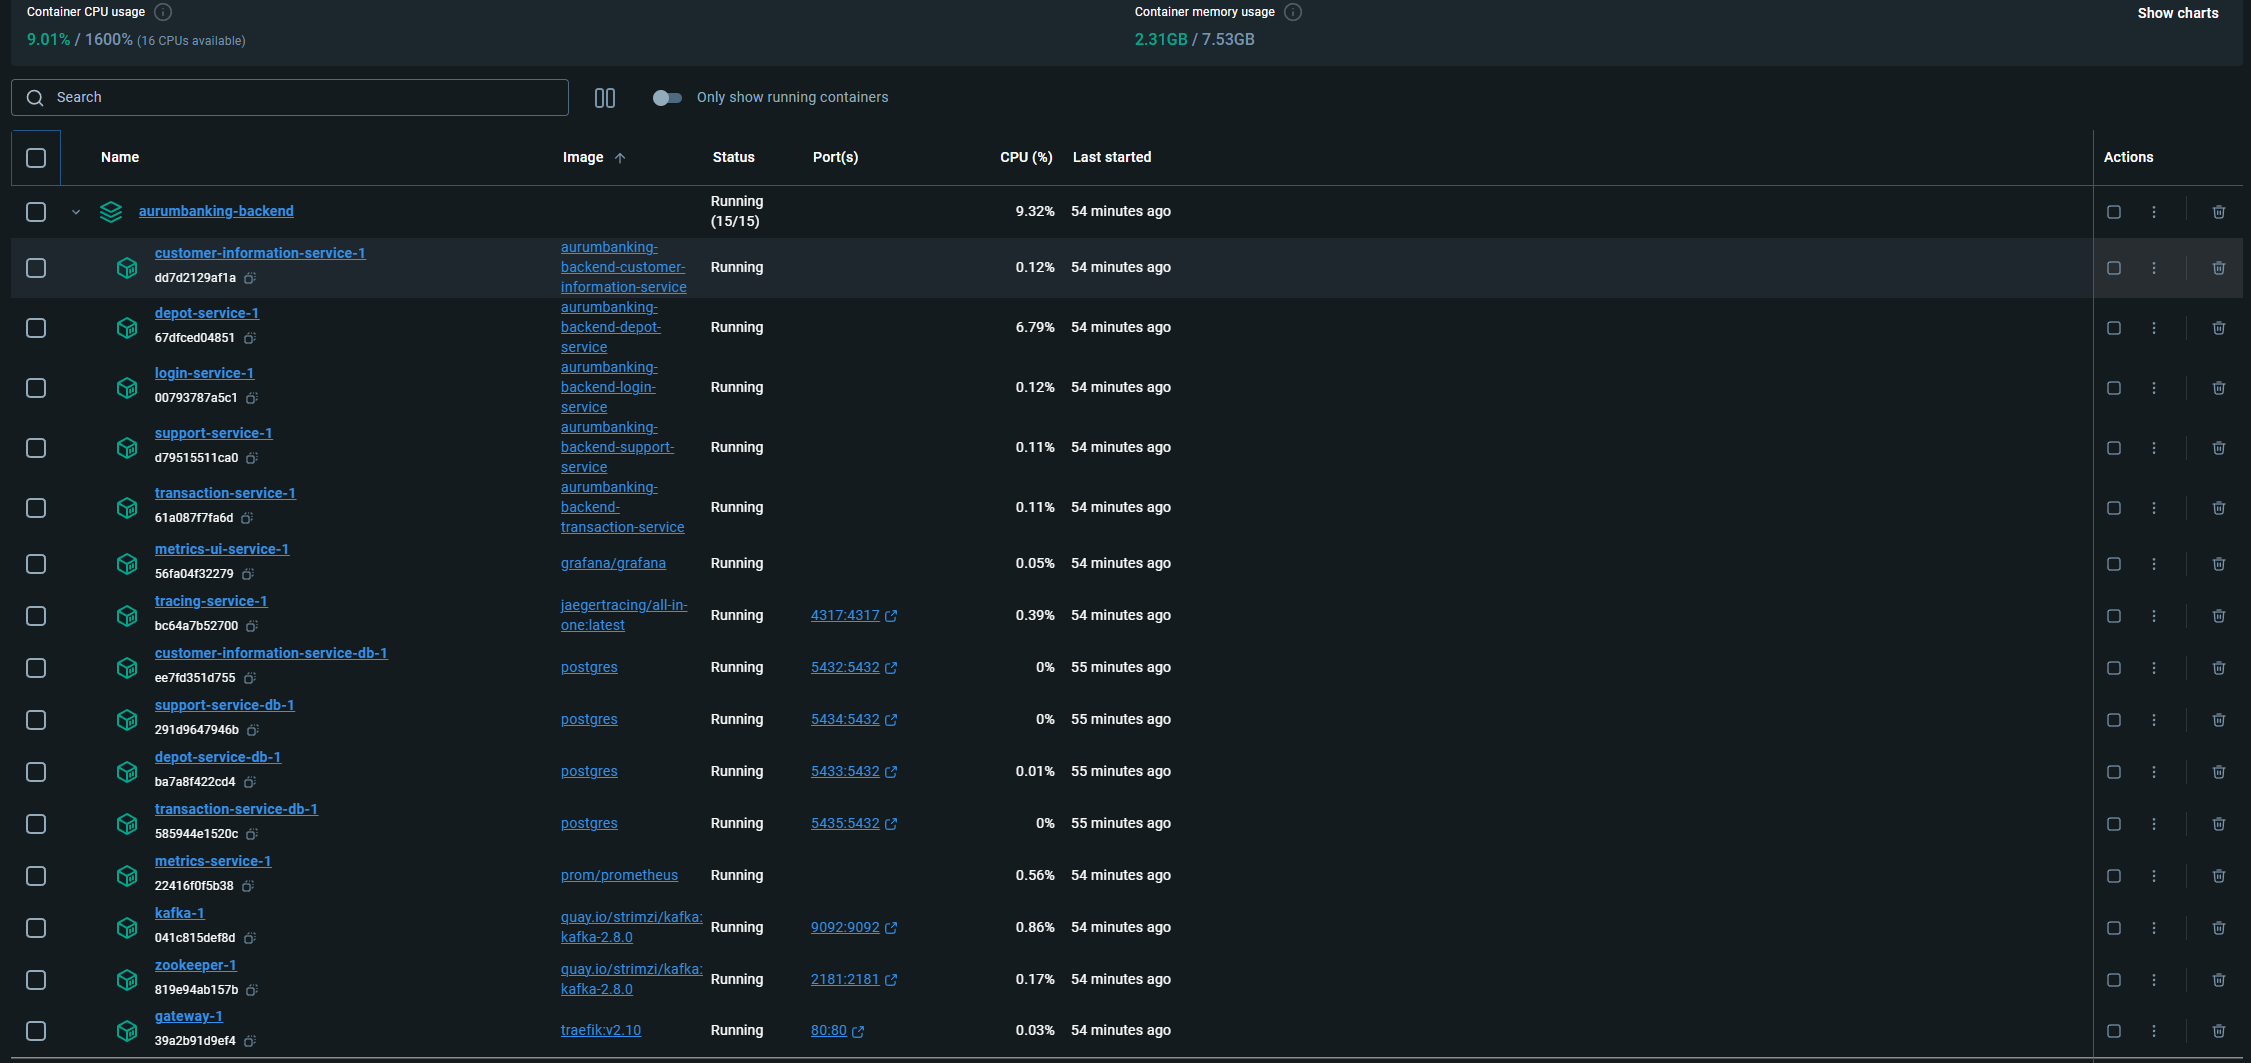 Container CPU usage
9.01% / 1600% (16 CPUs available)
Container memory usage
2.31GB / 7.53GB
Show charts
Search
Only show running containers
Name Image Status Port(s) CPU (%) Last started Actions
aurumbanking-backend Running (15/15) 9.32% 54 minutes ago
customer-information-service-1
dd7d2129af1a
aurumbanking-
backend-customer-
information-service
Running 0.12% 54 minutes ago
depot-service-1
67dfced04851
aurumbanking-
backend-depot-
service
Running 6.79% 54 minutes ago
login-service-1
00793787a5c1
aurumbanking-
backend-login-
service
Running 0.12% 54 minutes ago
support-service-1
d79515511ca0
aurumbanking-
backend-support-
service
Running 0.11% 54 minutes ago
transaction-service-1
61a087f7fa6d
aurumbanking-
backend-
transaction-service
Running 0.11% 54 minutes ago
metrics-ui-service-1
56fa04f32279
grafana/grafana Running 0.05% 54 minutes ago
tracing-service-1
bc64a7b52700
jaegertracing/all-in-
one:latest
Running 4317:4317 0.39% 54 minutes ago
customer-information-service-db-1
ee7fd351d755
postgres Running 5432:5432 0% 55 minutes ago
support-service-db-1
291d9647946b
postgres Running 5434:5432 0% 55 minutes ago
depot-service-db-1
ba7a8f422cd4
postgres Running 5433:5432 0.01% 55 minutes ago
transaction-service-db-1
585944e1520c
postgres Running 5435:5432 0% 55 minutes ago
metrics-service-1
22416f0f5b38
prom/prometheus Running 0.56% 54 minutes ago
kafka-1
041c815def8d
quay.io/strimzi/kafka:
kafka-2.8.0
Running 9092:9092 0.86% 54 minutes ago
zookeeper-1
819e94ab157b
quay.io/strimzi/kafka:
kafka-2.8.0
Running 2181:2181 0.17% 54 minutes ago
gateway-1
39a2b91d9ef4
traefik:v2.10 Running 80:80 0.03% 54 minutes ago